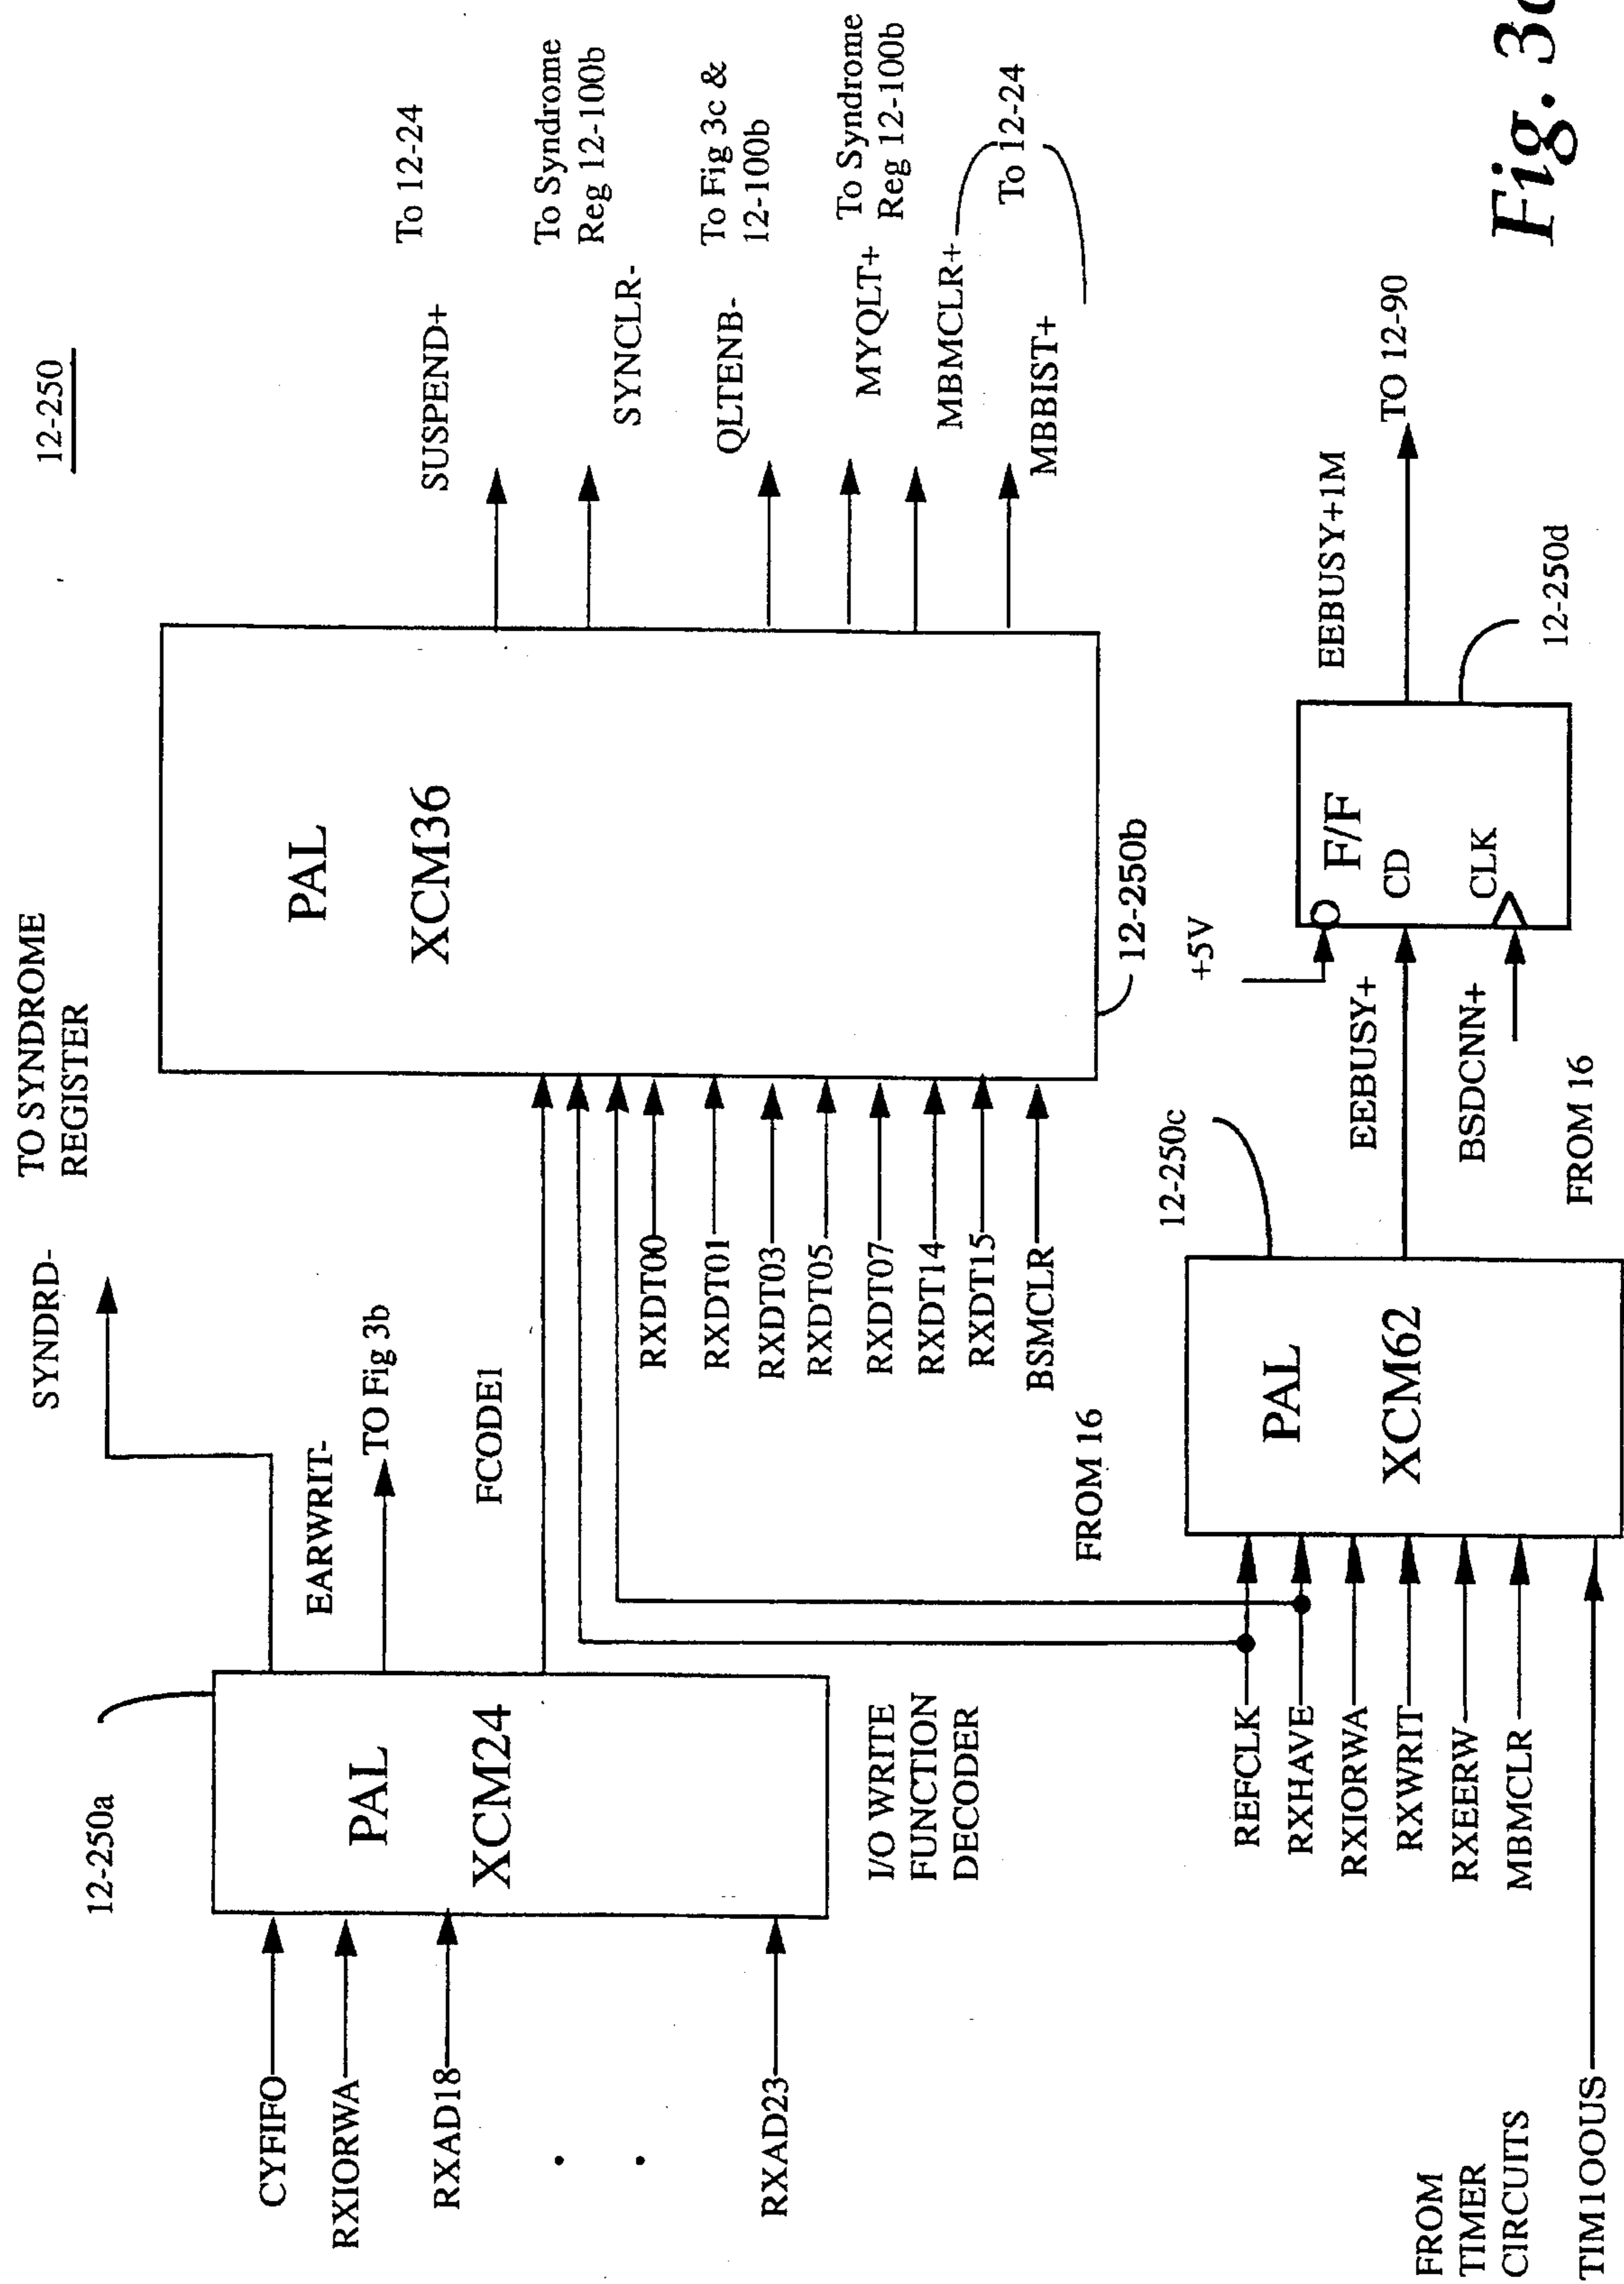 12-250
SYNDRD-
TO SYNDROME
REGISTER
12-250a
PAL
XCM24
CYFIFO
RXIORWA
RXAD18
RXAD23
I/O WRITE
FUNCTION
DECODER
EARWRIT-
TO Fig 3b
FCODE1
PAL
XCM36
12-250b
RXDT00
RXDT01
RXDT03
RXDT05
RXDT07
RXDT14
RXDT15
BSMCLR
FROM 16
SUSPEND+
To 12-24
SYNCLR-
To Syndrome
Reg 12-100b
QLTENB-
To Fig 3c &
12-100b
MYQLT+
To Syndrome
Reg 12-100b
MBMCLR+
To 12-24
MBBIST+
REFCLK
RXHAVE
RXIORWA
RXWRIT
RXEERW
MBMCLR
FROM
TIMER
CIRCUITS
TIM1OOUS
PAL
XCM62
12-250c
+5V
EEBUSY+
BSDCNN+
FROM 16
F/F
CD
CLK
12-250d
EEBUSY+1M
TO 12-90
Fig.